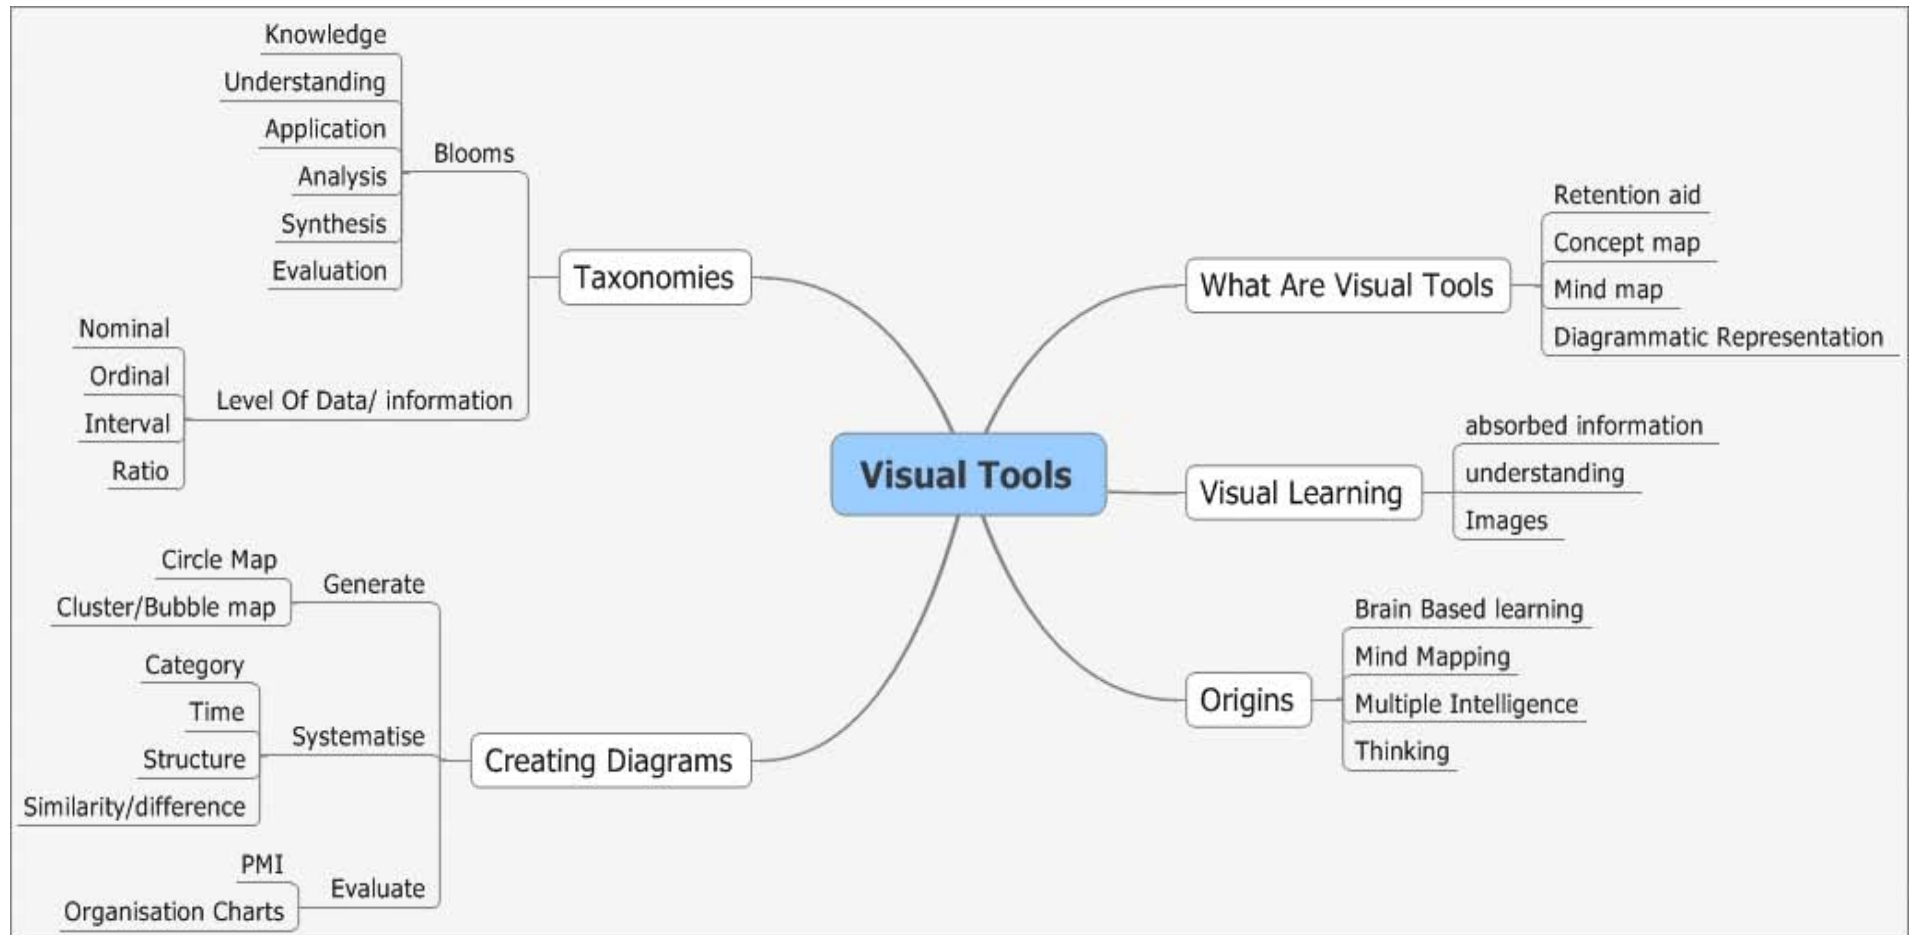 Visual Tools
Taxonomies
Blooms
Knowledge
Understanding
Application
Analysis
Synthesis
Evaluation
Level Of Data/ information
Nominal
Ordinal
Interval
Ratio
Creating Diagrams
Generate
Circle Map
Cluster/Bubble map
Systematise
Category
Time
Structure
Similarity/difference
Evaluate
PMI
Organisation Charts
What Are Visual Tools
Retention aid
Concept map
Mind map
Diagrammatic Representation
Visual Learning
absorbed information
understanding
Images
Origins
Brain Based learning
Mind Mapping
Multiple Intelligence
Thinking